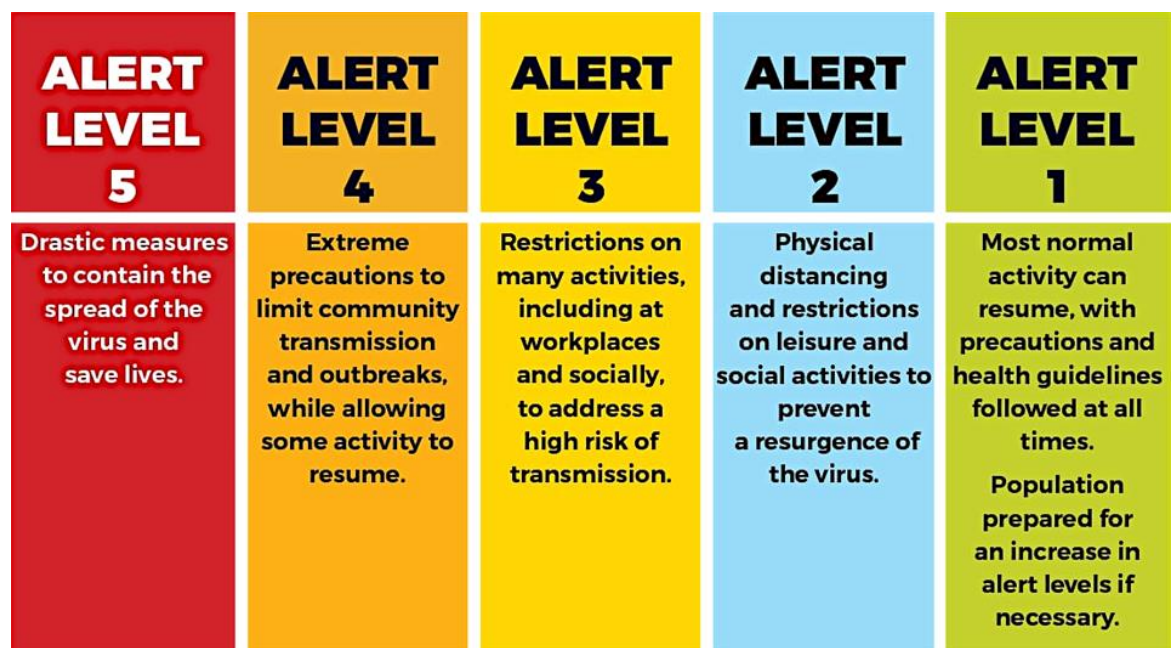 ALERT
LEVEL
5
Drastic measures
to contain the
spread of the
virus and
save lives.
ALERT
LEVEL
4
Extreme
precautions to
limit community
transmission
and outbreaks,
while allowing
some activity to
resume.
ALERT
LEVEL
3
Restrictions on
many activities,
including at
workplaces
and socially,
to address a
high risk of
transmission.
ALERT
LEVEL
2
Physical
distancing
and restrictions
on leisure and
social activities to
prevent
a resurgence of
the virus.
ALERT
LEVEL
1
Most normal
activity can
resume, with
precautions and
health guidelines
followed at all
times.
Population
prepared for
an increase in
alert levels if
necessary.